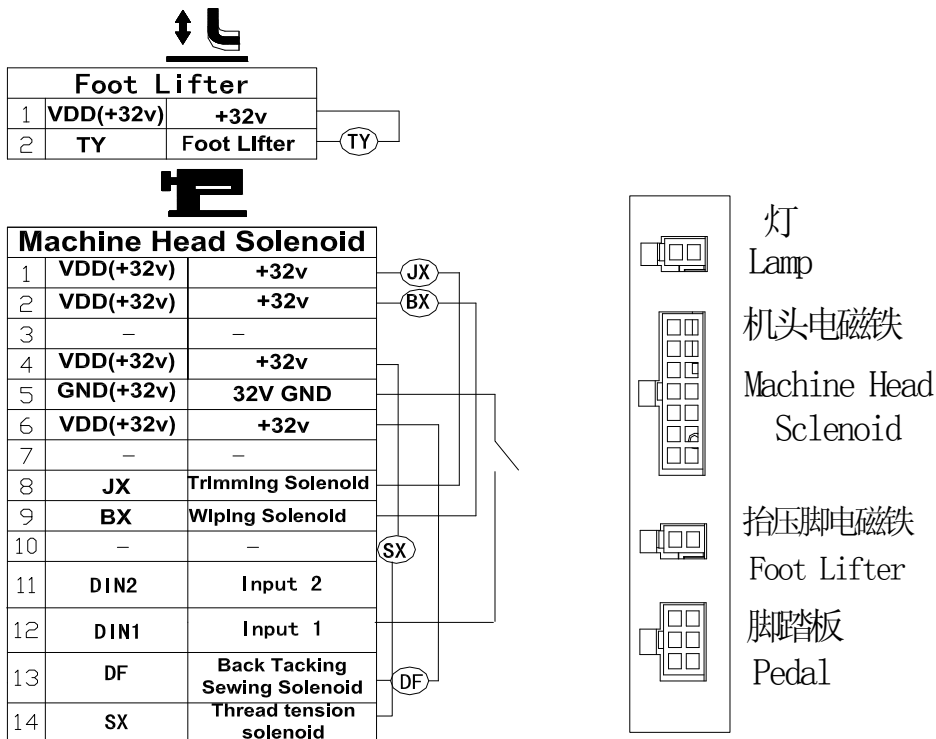 Foot Lifter
1 VDD(+32v) +32v
2 TY Foot Lifter TY
Machine Head Solenoid
1 VDD(+32v) +32v JX
2 VDD(+32v) +32v BX
3 - -
4 VDD(+32v) +32v
5 GND(+32v) 32V GND
6 VDD(+32v) +32v
7 - -
8 JX Trimming Solenoid
9 BX Wiping Solenoid
10 - - SX
11 DIN2 Input 2
12 DIN1 Input 1
13 DF Back Tacking
Sewing Solenoid DF
14 SX Thread tension
solenoid
灯
Lamp
机头电磁铁
Machine Head
Sclenoid
抬压脚电磁铁
Foot Lifter
脚踏板
Pedal